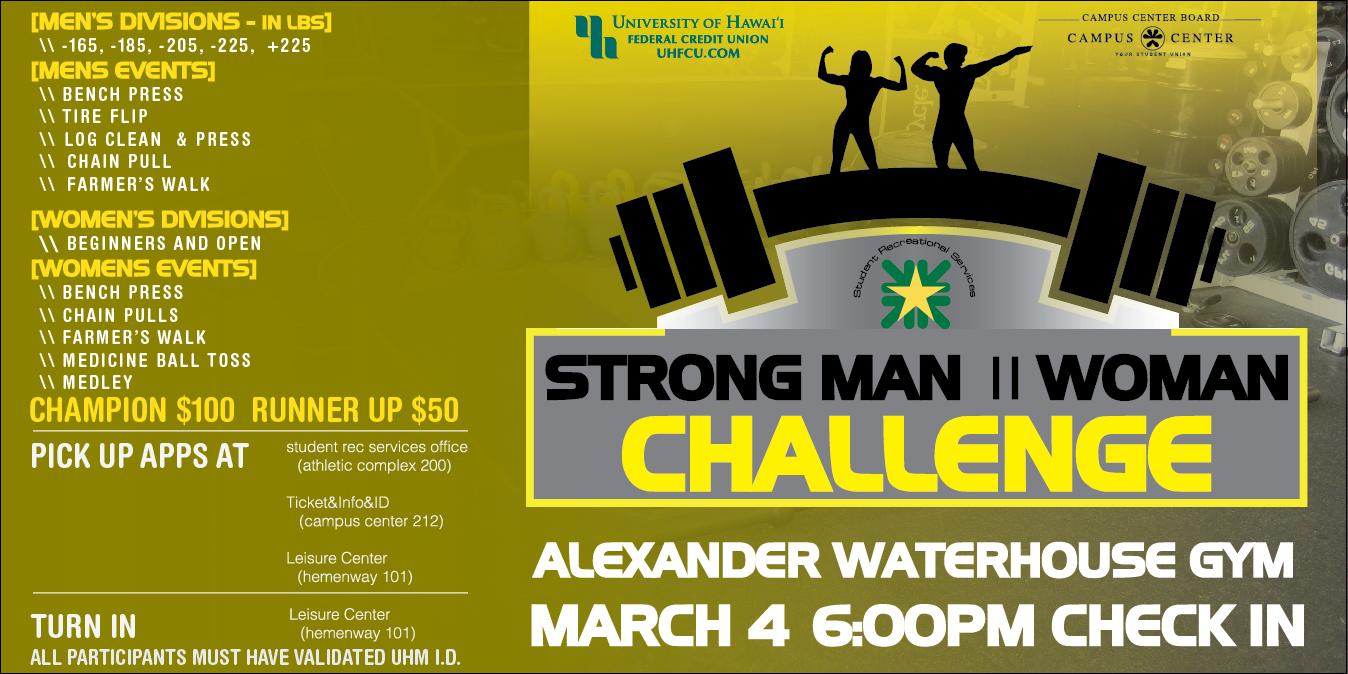 [MEN'S DIVISIONS - IN LBS]
\\ -165, -185, -205, -225, +225
[MENS EVENTS]
\\ BENCH PRESS
\\ TIRE FLIP
\\ LOG CLEAN & PRESS
\\ CHAIN PULL
\\ FARMER'S WALK
[WOMEN'S DIVISIONS]
\\ BEGINNERS AND OPEN
[WOMENS EVENTS]
\\ BENCH PRESS
\\ CHAIN PULLS
\\ FARMER'S WALK
\\ MEDICINE BALL TOSS
\\ MEDLEY
CHAMPION $100 RUNNER UP $50
PICK UP APPS AT
student rec services office
(athletic complex 200)
Ticket&Info&ID
(campus center 212)
Leisure Center
(hemenway 101)
TURN IN
Leisure Center
(hemenway 101)
ALL PARTICIPANTS MUST HAVE VALIDATED UHM I.D.
UNIVERSITY OF HAWAI'I
FEDERAL CREDIT UNION
UHFCU.COM
CAMPUS CENTER BOARD
CAMPUS CENTER
YOUR STUDENT UNION
Student Recreational Services
STRONG MAN || WOMAN
CHALLENGE
ALEXANDER WATERHOUSE GYM
MARCH 4 6:00PM CHECK IN